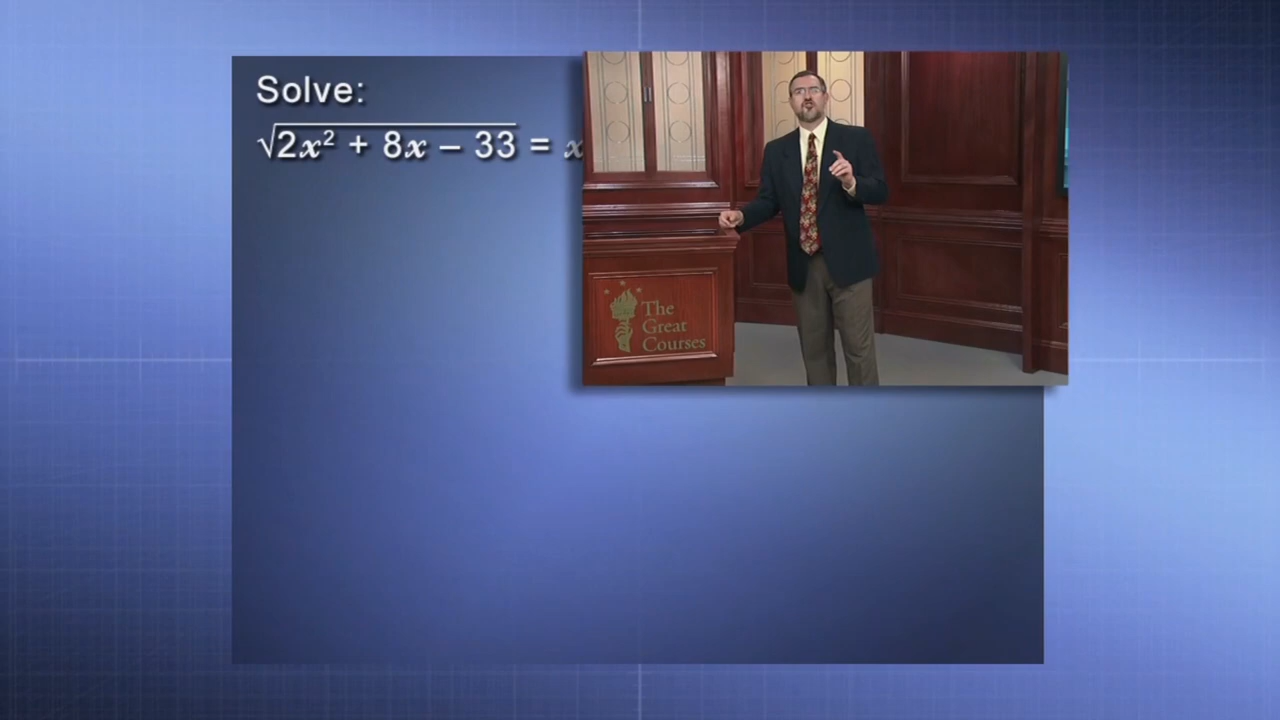 Solve:
√2x² + 8x – 33 = x
The
Great
Courses